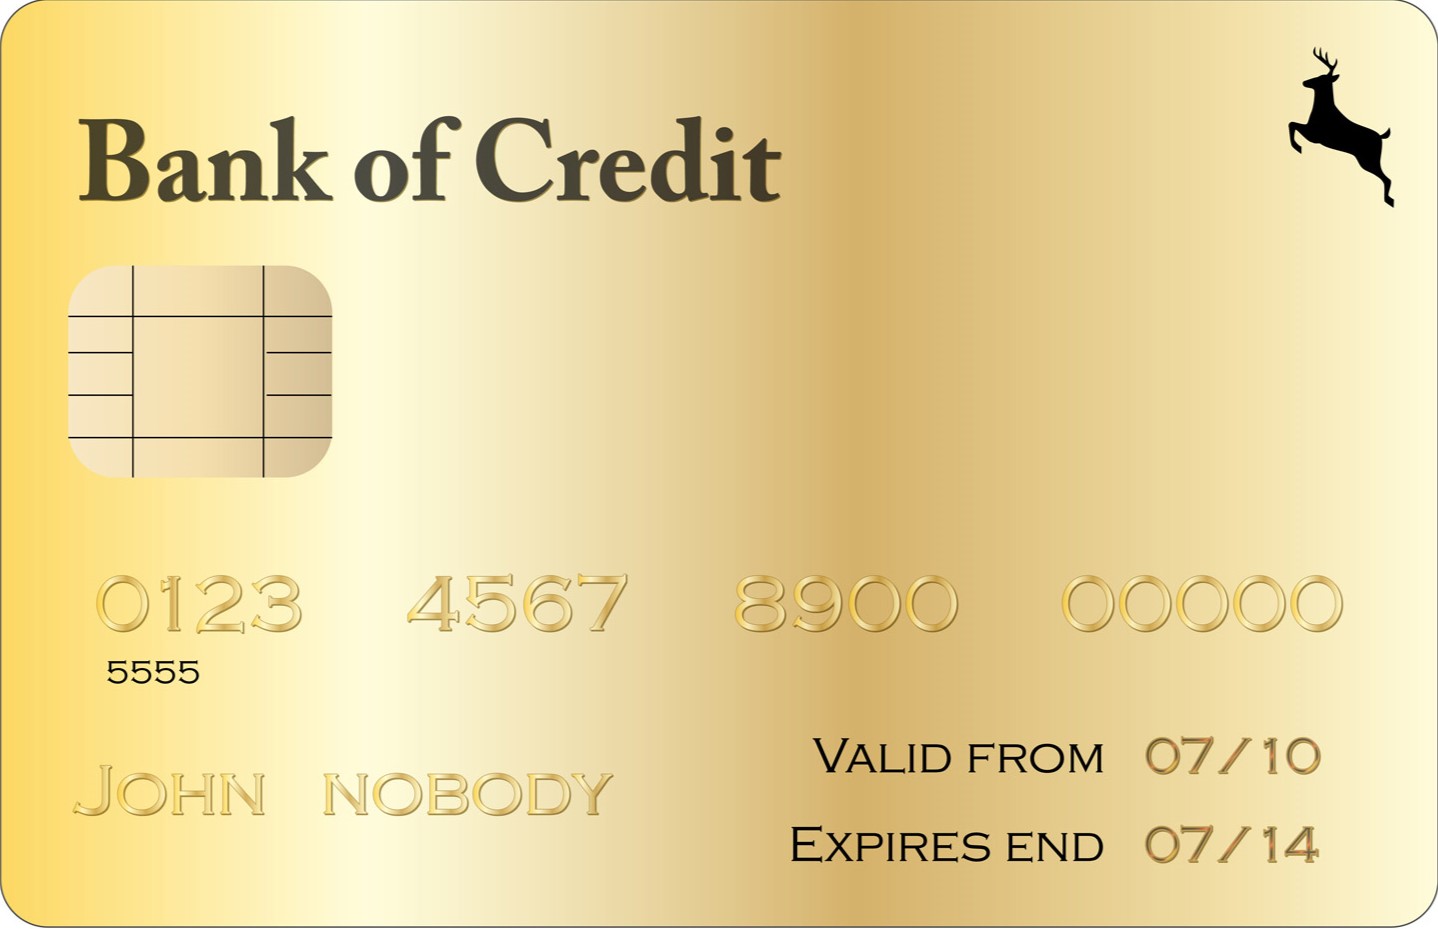 Bank of Credit
0123 4567 8900 00000
5555
Valid from 07/10
John nobody
Expires end 07/14